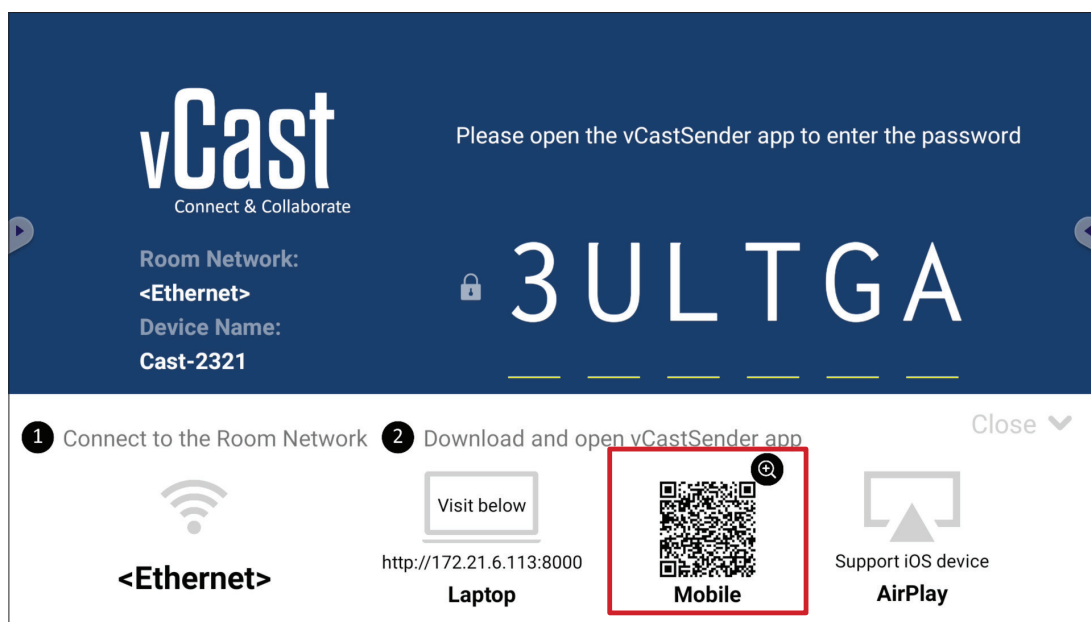 vCast
Connect & Collaborate
Please open the vCastSender app to enter the password
Room Network:
<Ethernet>
Device Name:
Cast-2321
3ULTGA
1 Connect to the Room Network
2 Download and open vCastSender app
Close
<Ethernet>
Visit below
http://172.21.6.113:8000
Laptop
Mobile
Support iOS device
AirPlay